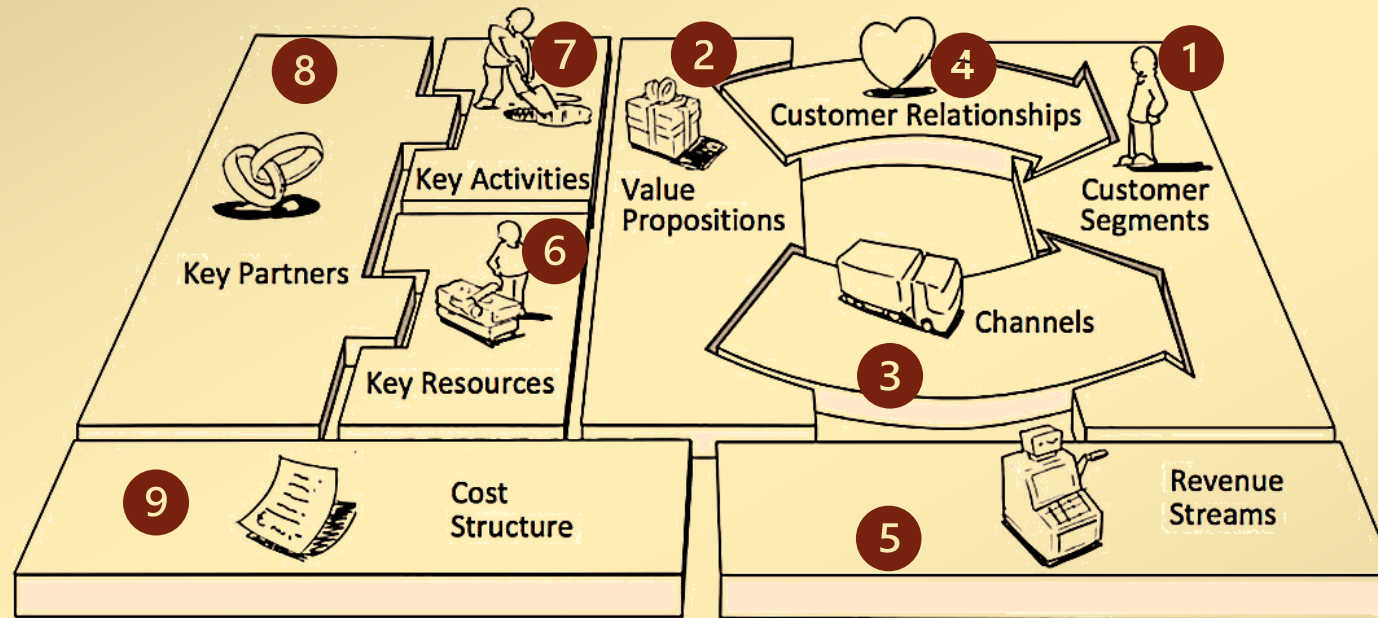 8
7
2
4
1
Customer Relationships
Key Activities
Value
Propositions
Customer
Segments
6
Key Partners
Channels
Key Resources
3
9
Cost
Structure
5
Revenue
Streams